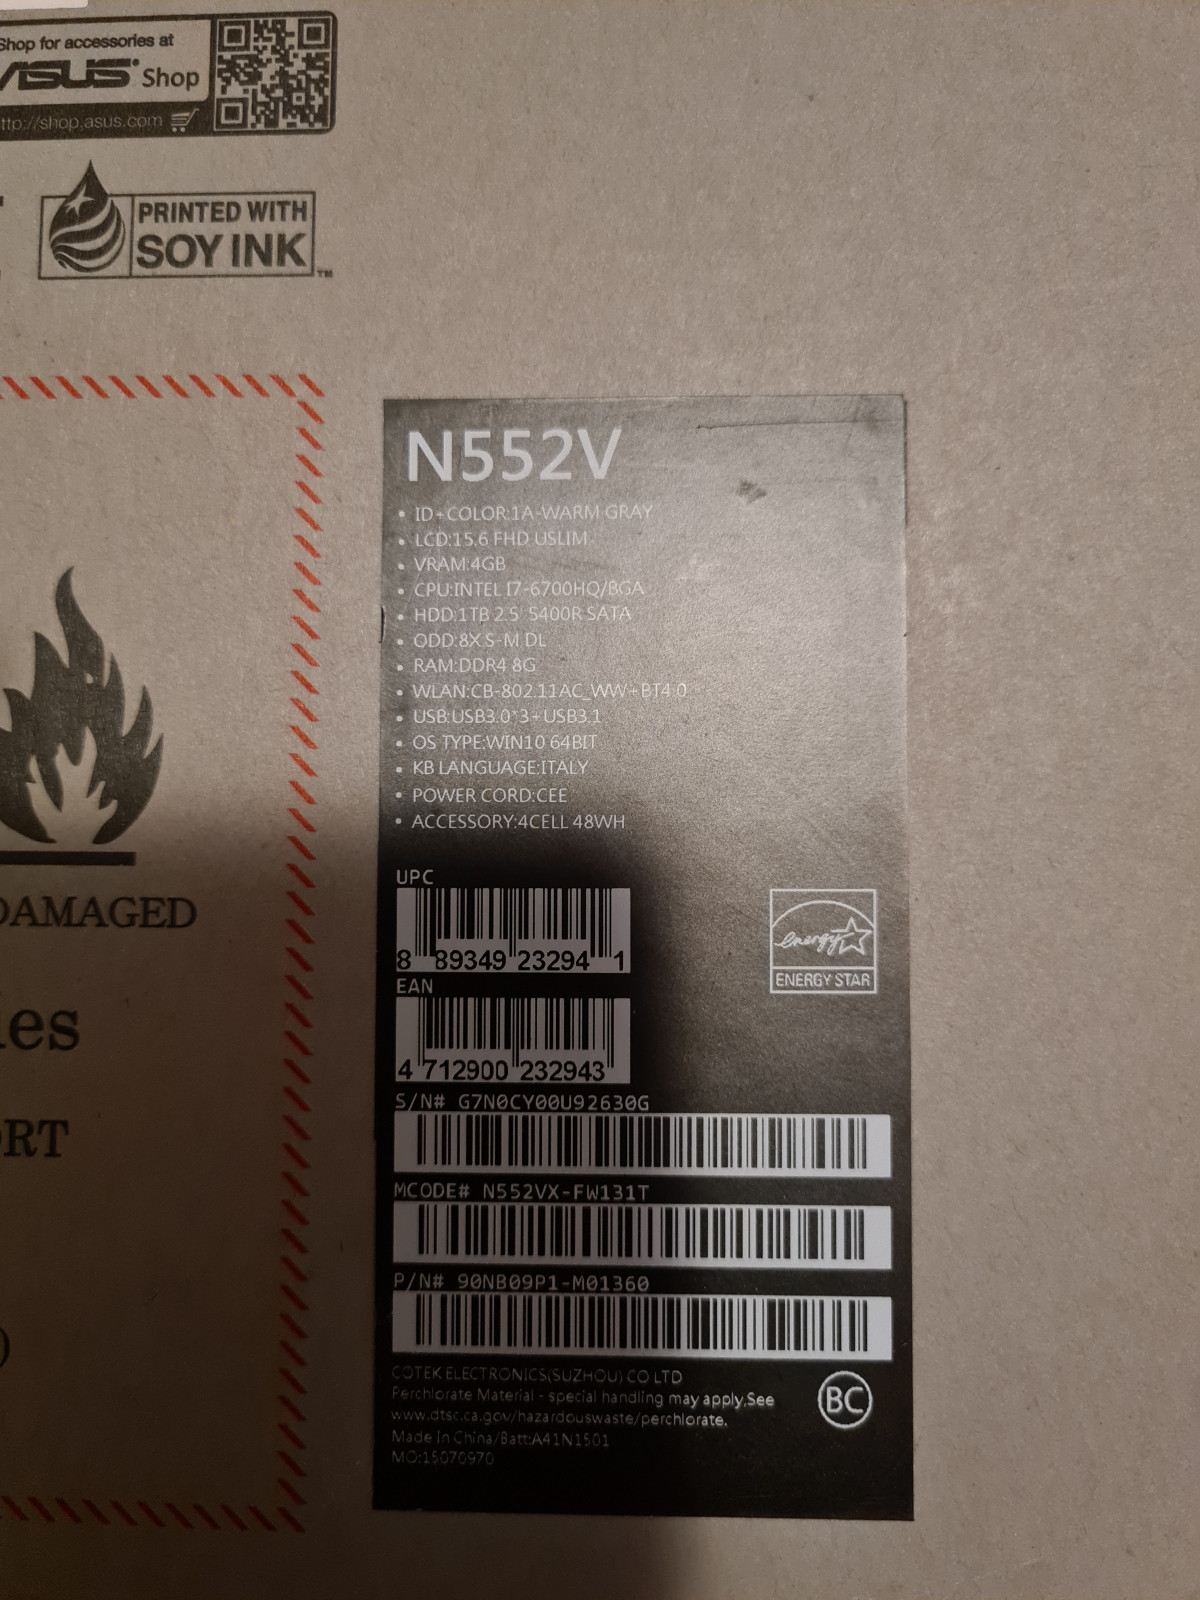 Shop for accessories at
ASUS Shop
http://shop.asus.com
PRINTED WITH
SOY INK
TM
DAMAGED
RT
N552V
• ID+COLOR:1A-WARM GRAY
• LCD:15.6 FHD USLIM
• VRAM:4GB
• CPU:INTEL I7-6700HQ/BGA
• HDD:1TB 2.5' 5400R SATA
• ODD:8X S-M DL
• RAM:DDR4 8G
• WLAN:CB-802.11AC_WW+BT4.0
• USB:USB3.0*3+USB3.1
• OS TYPE:WIN10 64BIT
• KB LANGUAGE:ITALY
• POWER CORD:CEE
• ACCESSORY:4CELL 48WH
UPC
8 89349 23294 1
EAN
4 712900 232943
energy
ENERGY STAR
S/N# G7N0CY00U92630G
MCODE# N552VX-FW131T
P/N# 90NB09P1-M01360
COTEK ELECTRONICS(SUZHOU) CO LTD
Perchlorate Material - special handling may apply,See
www.dtsc.ca.gov/hazardouswaste/perchlorate.
BC
Made In China/Batt:A41N1501
MO:15070970